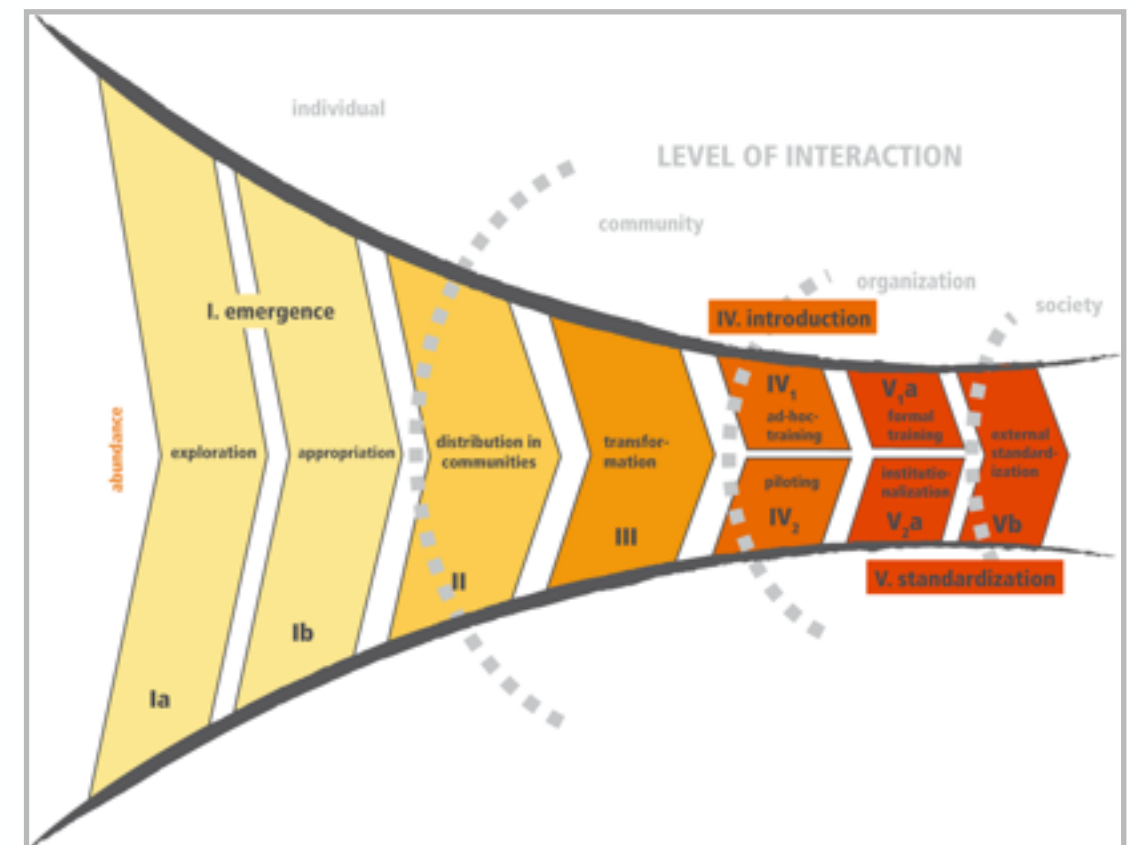 individual
LEVEL OF INTERACTION
community
organization
society
I. emergence
IV. introduction
abundance
exploration
appropriation
distribution in
communities
transfor-
mation
IV₁
ad-hoc-
training
piloting
IV₂
V₁a
formal
training
institutio-
nalization
V₂a
external
standard-
ization
Vb
III
II
Ib
Ia
V. standardization